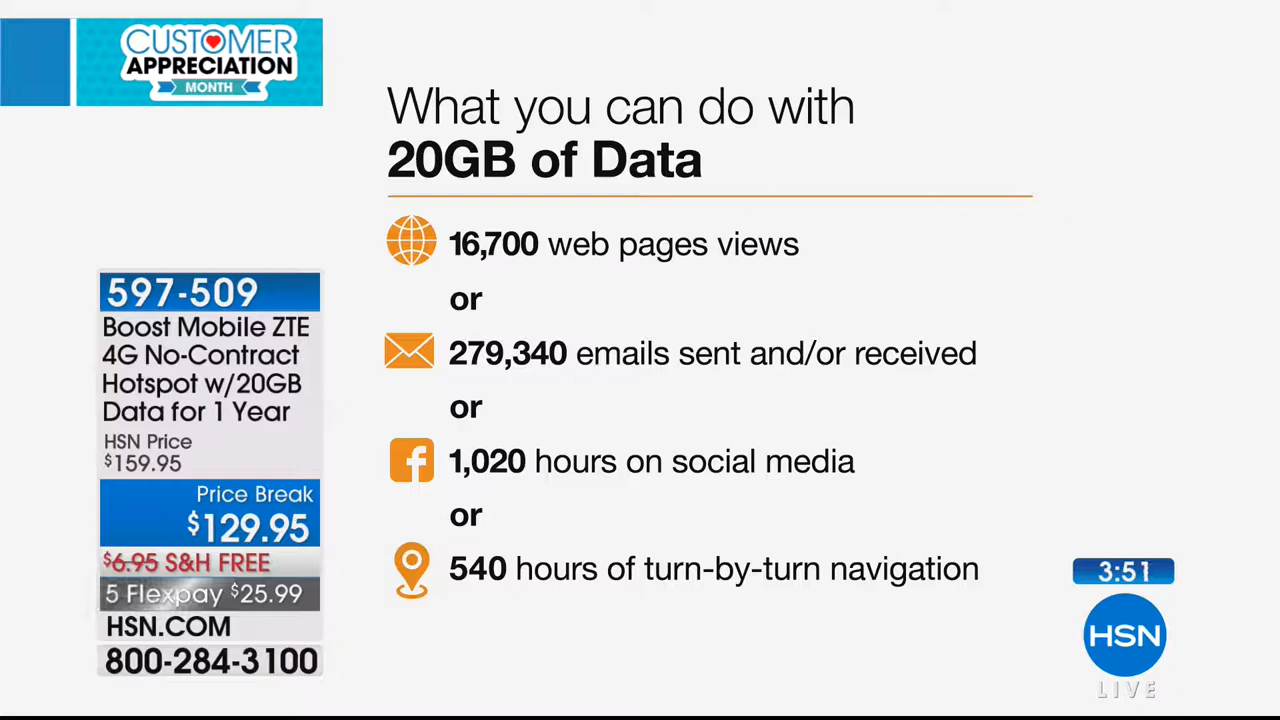 CUSTOMER
APPRECIATION
MONTH
What you can do with
20GB of Data
16,700 web pages views
or
279,340 emails sent and/or received
or
1,020 hours on social media
or
540 hours of turn-by-turn navigation
597-509
Boost Mobile ZTE
4G No-Contract
Hotspot w/20GB
Data for 1 Year
HSN Price
$159.95
Price Break
$129.95
$6.95 S&H FREE
5 Flexpay $25.99
HSN.COM
800-284-3100
3:51
HSN
LIVE